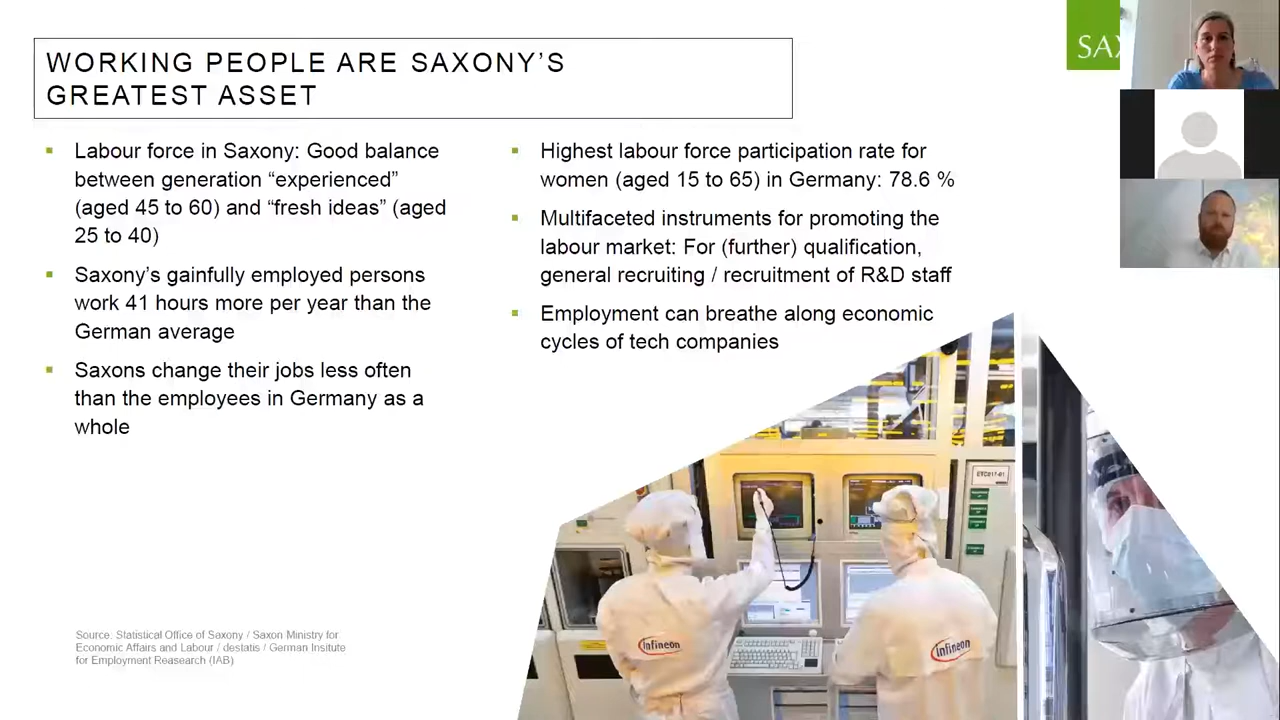 WORKING PEOPLE ARE SAXONY’S
GREATEST ASSET
SAX
Labour force in Saxony: Good balance
between generation “experienced”
(aged 45 to 60) and “fresh ideas” (aged
25 to 40)
Saxony’s gainfully employed persons
work 41 hours more per year than the
German average
Saxons change their jobs less often
than the employees in Germany as a
whole
Highest labour force participation rate for
women (aged 15 to 65) in Germany: 78.6 %
Multifaceted instruments for promoting the
labour market: For (further) qualification,
general recruiting / recruitment of R&D staff
Employment can breathe along economic
cycles of tech companies
Infineon
Infineon
Source: Statistical Office of Saxony / Saxon Ministry for
Economic Affairs and Labour / destatis / German Insitute
for Employment Reasearch (IAB)